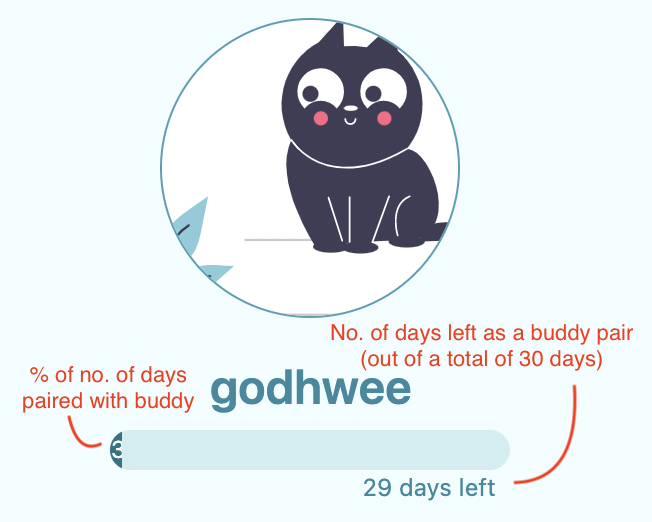 No. of days left as a buddy pair
(out of a total of 30 days)
% of no. of days
paired with buddy
godhwee
3
29 days left